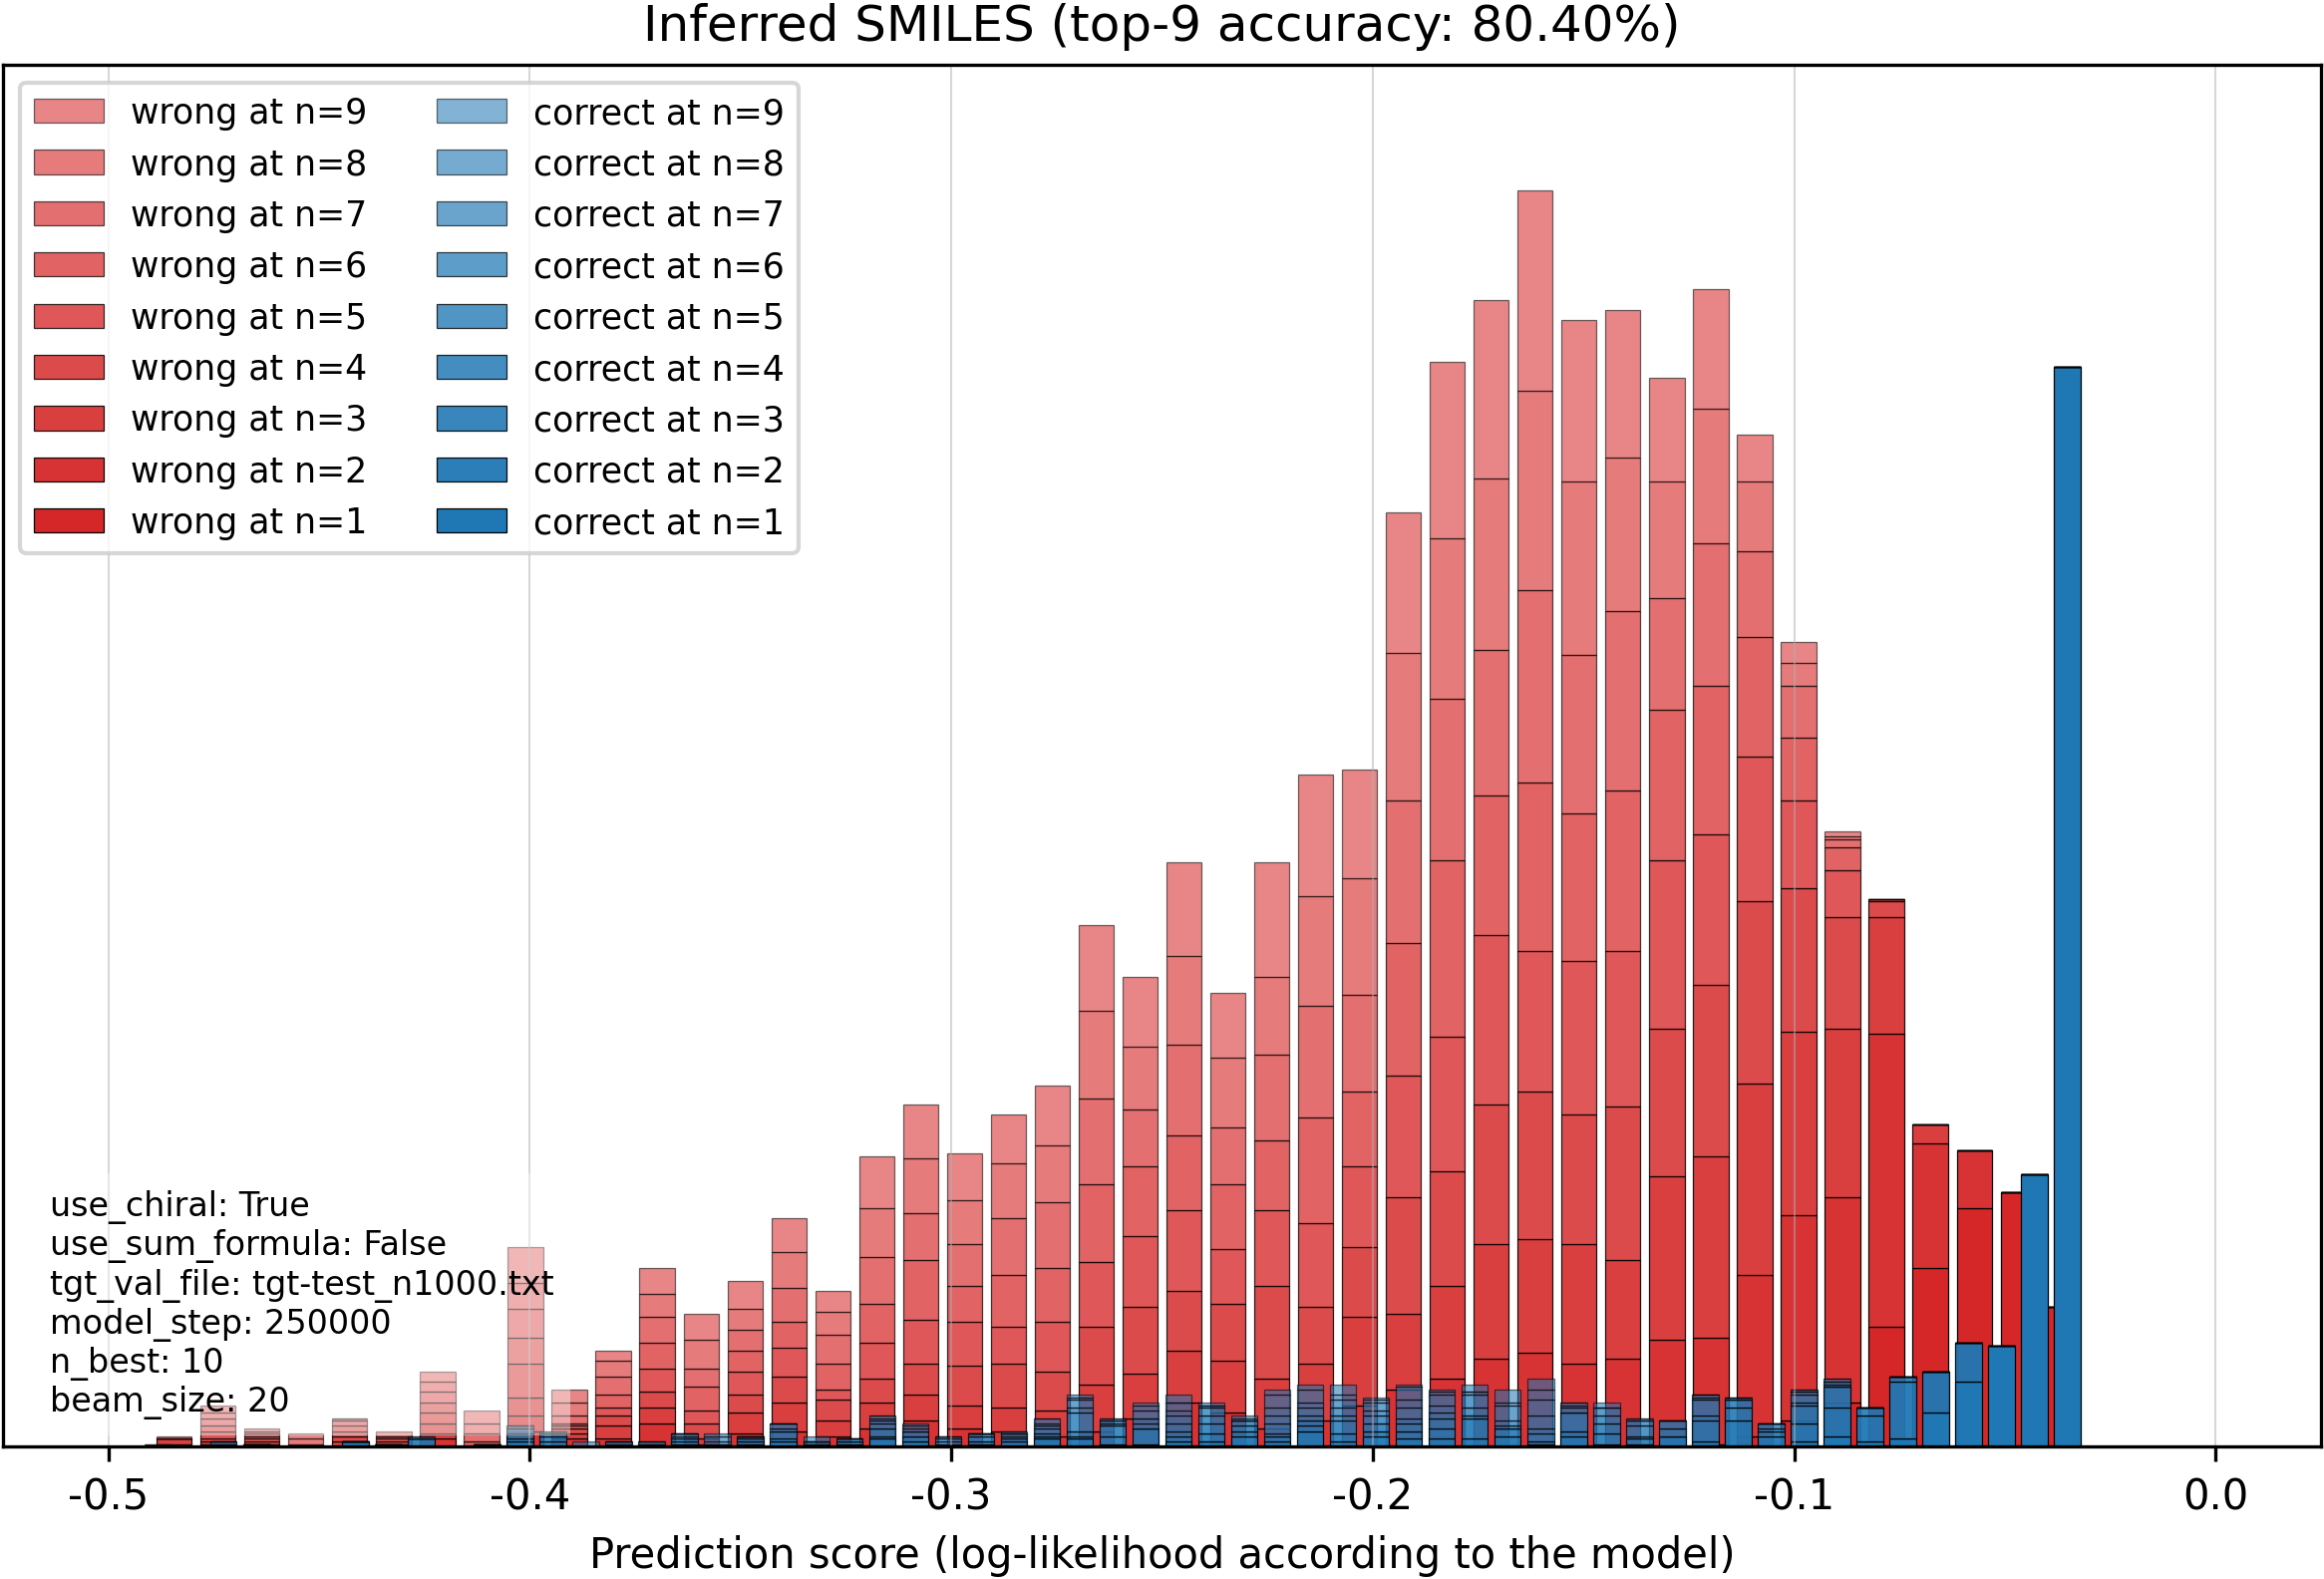 Inferred SMILES (top-9 accuracy: 80.40%)
wrong at n=9
wrong at n=8
wrong at n=7
wrong at n=6
wrong at n=5
wrong at n=4
wrong at n=3
wrong at n=2
wrong at n=1
correct at n=9
correct at n=8
correct at n=7
correct at n=6
correct at n=5
correct at n=4
correct at n=3
correct at n=2
correct at n=1
use_chiral: True
use_sum_formula: False
tgt_val_file: tgt-test_n1000.txt
model_step: 250000
n_best: 10
beam_size: 20
-0.5 -0.4 -0.3 -0.2 -0.1 0.0
Prediction score (log-likelihood according to the model)